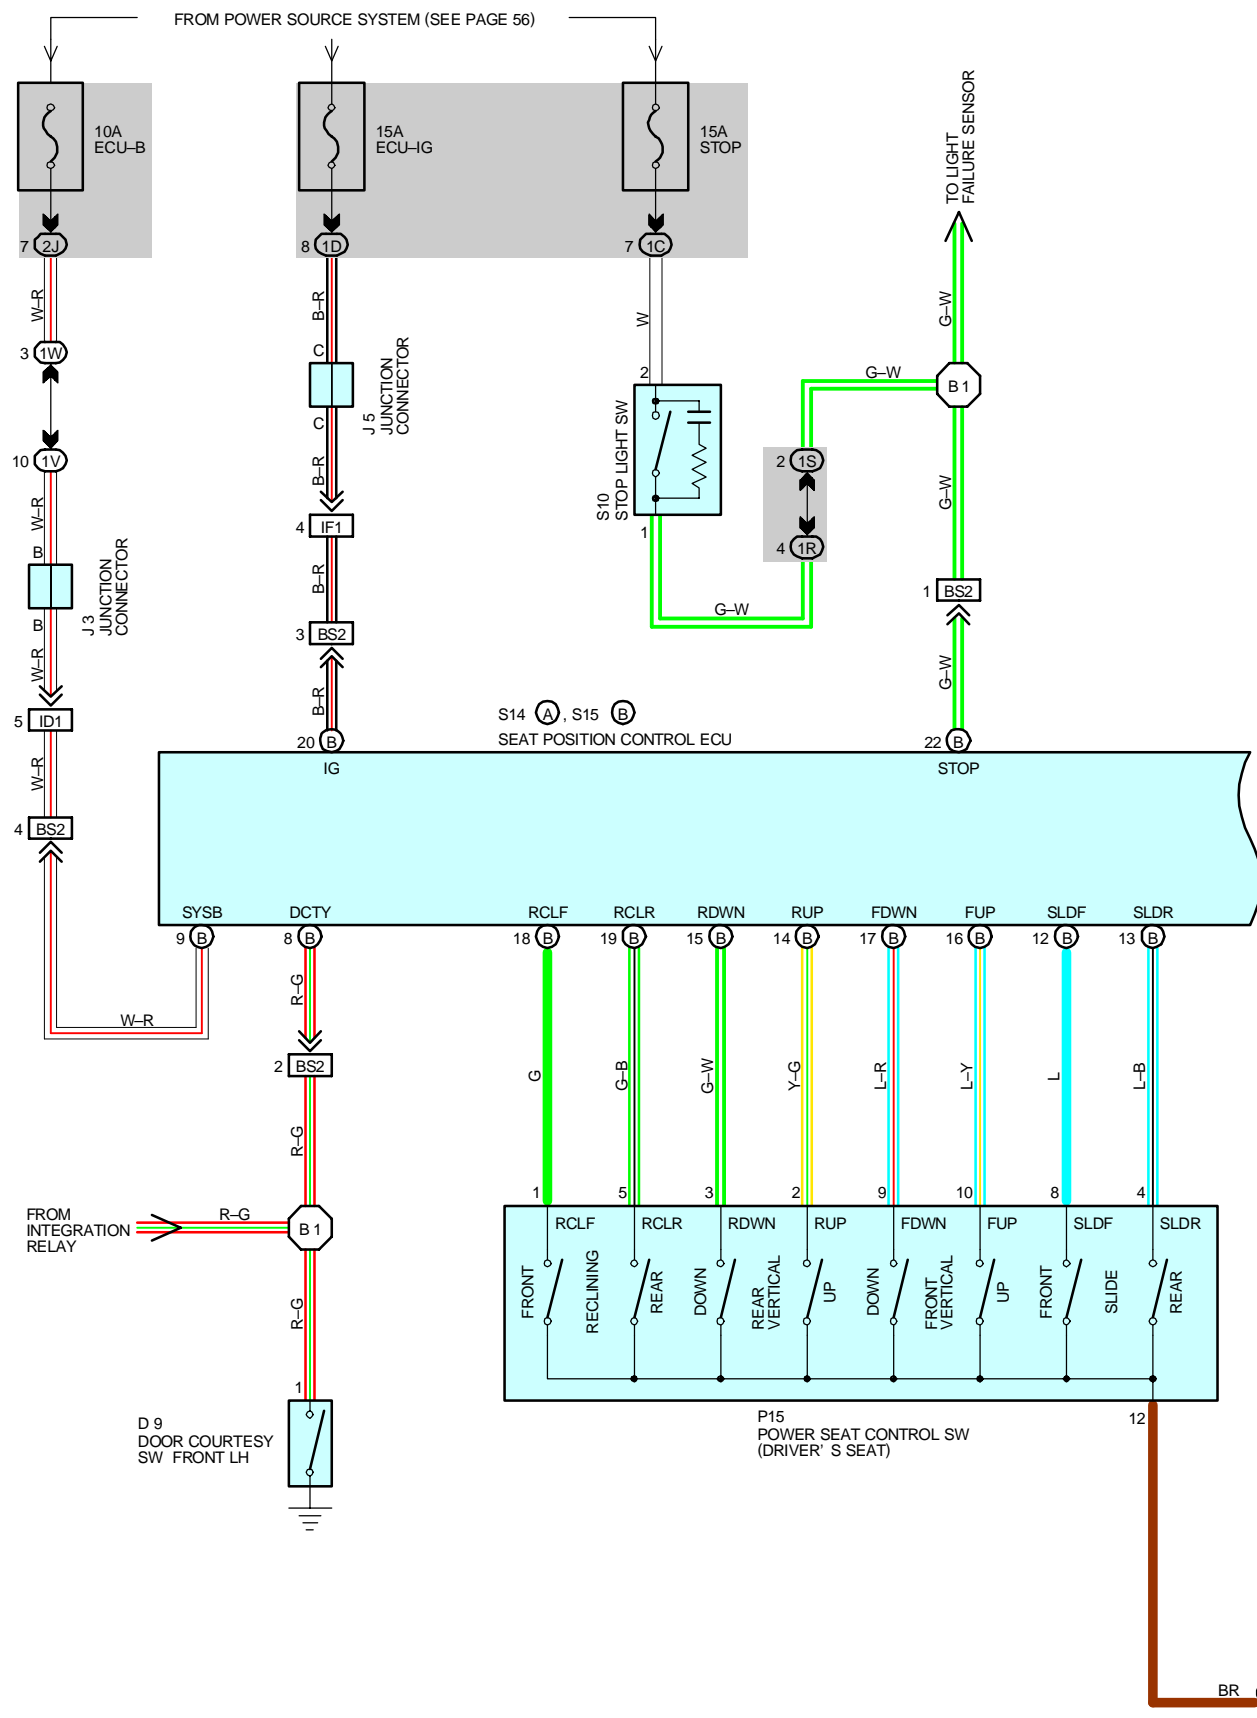 FROM POWER SOURCE SYSTEM (SEE PAGE 56)
10A
ECU–B
15A
ECU–IG
15A
STOP
TO LIGHT
FAILURE SENSOR
7 2J
8 1D
7 1C
W–R
B–R
W
G–W
3 1W
C
J 5
JUNCTION
CONNECTOR
C
2
S10
STOP LIGHT SW
1
G–W
B 1
10 1V
2 1S
4 1R
G–W
W–R
B–R
G–W
4 IF1
B
J 3
JUNCTION
CONNECTOR
B
B–R
1 BS2
3 BS2
W–R
B–R
G–W
5 ID1
S14 A , S15 B
SEAT POSITION CONTROL ECU
20 B
22 B
IG
STOP
W–R
4 BS2
SYSB
DCTY
RCLF
RCLR
RDWN
RUP
FDWN
FUP
SLDF
SLDR
9 B
8 B
18 B
19 B
15 B
14 B
17 B
16 B
12 B
13 B
R–G
W–R
2 BS2
G
G–B
G–W
Y–G
L–R
L–Y
L
L–B
R–G
1
5
3
2
9
10
8
4
FROM
INTEGRATION
RELAY
R–G
B 1
RCLF
RCLR
RDWN
RUP
FDWN
FUP
SLDF
SLDR
FRONT
RECLINING
REAR
DOWN
REAR
VERTICAL
UP
DOWN
FRONT
VERTICAL
UP
FRONT
SLIDE
REAR
R–G
1
D 9
DOOR COURTESY
SW FRONT LH
P15
POWER SEAT CONTROL SW
(DRIVER' S SEAT)
12
BR